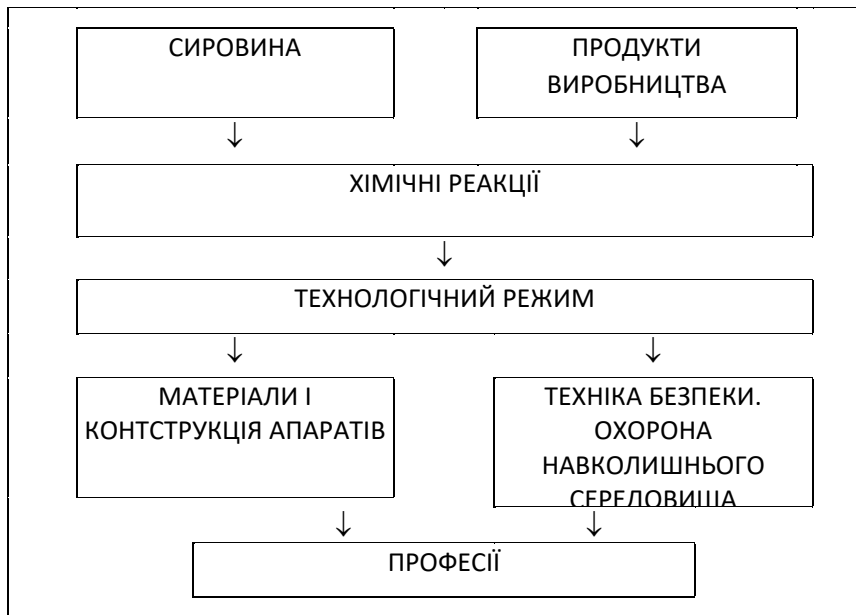 СИРОВИНА
ПРОДУКТИ
ВИРОБНИЦТВА
ХІМІЧНІ РЕАКЦІЇ
ТЕХНОЛОГІЧНИЙ РЕЖИМ
МАТЕРІАЛИ І
КОНТСТРУКЦІЯ АПАРАТІВ
ТЕХНІКА БЕЗПЕКИ.
ОХОРОНА
НАВКОЛИШНЬОГО
СЕРЕДОВИЩА
ПРОФЕСІЇ